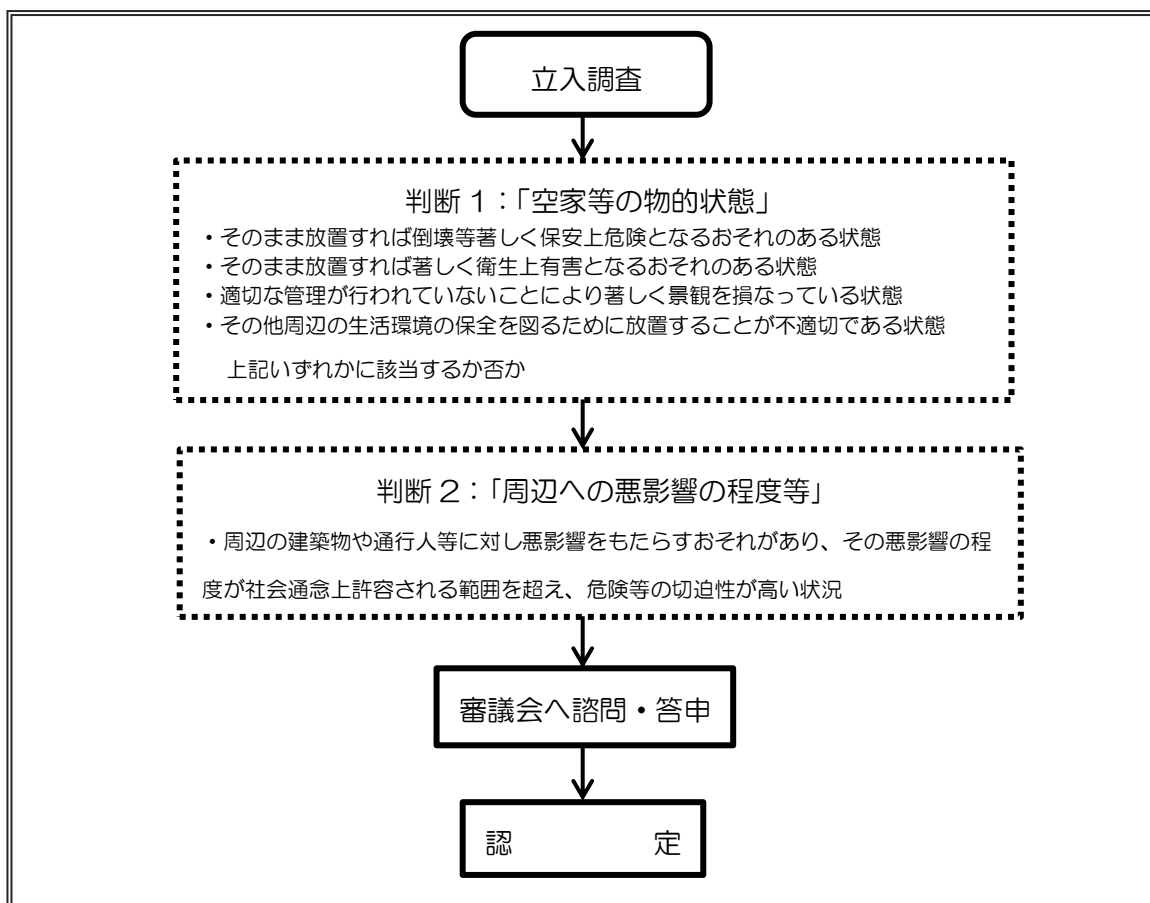 立入調査
判断１：「空家等の物的状態」
・そのまま放置すれば倒壊等著しく保安上危険となるおそれのある状態
・そのまま放置すれば著しく衛生上有害となるおそれのある状態
・適切な管理が行われていないことにより著しく景観を損なっている状態
・その他周辺の生活環境の保全を図るために放置することが不適切である状態
上記いずれかに該当するか否か
判断２：「周辺への悪影響の程度等」
・周辺の建築物や通行人等に対し悪影響をもたらすおそれがあり、その悪影響の程
度が社会通念上許容される範囲を超え、危険等の切迫性が高い状況
審議会へ諮問・答申
認　　　　　定